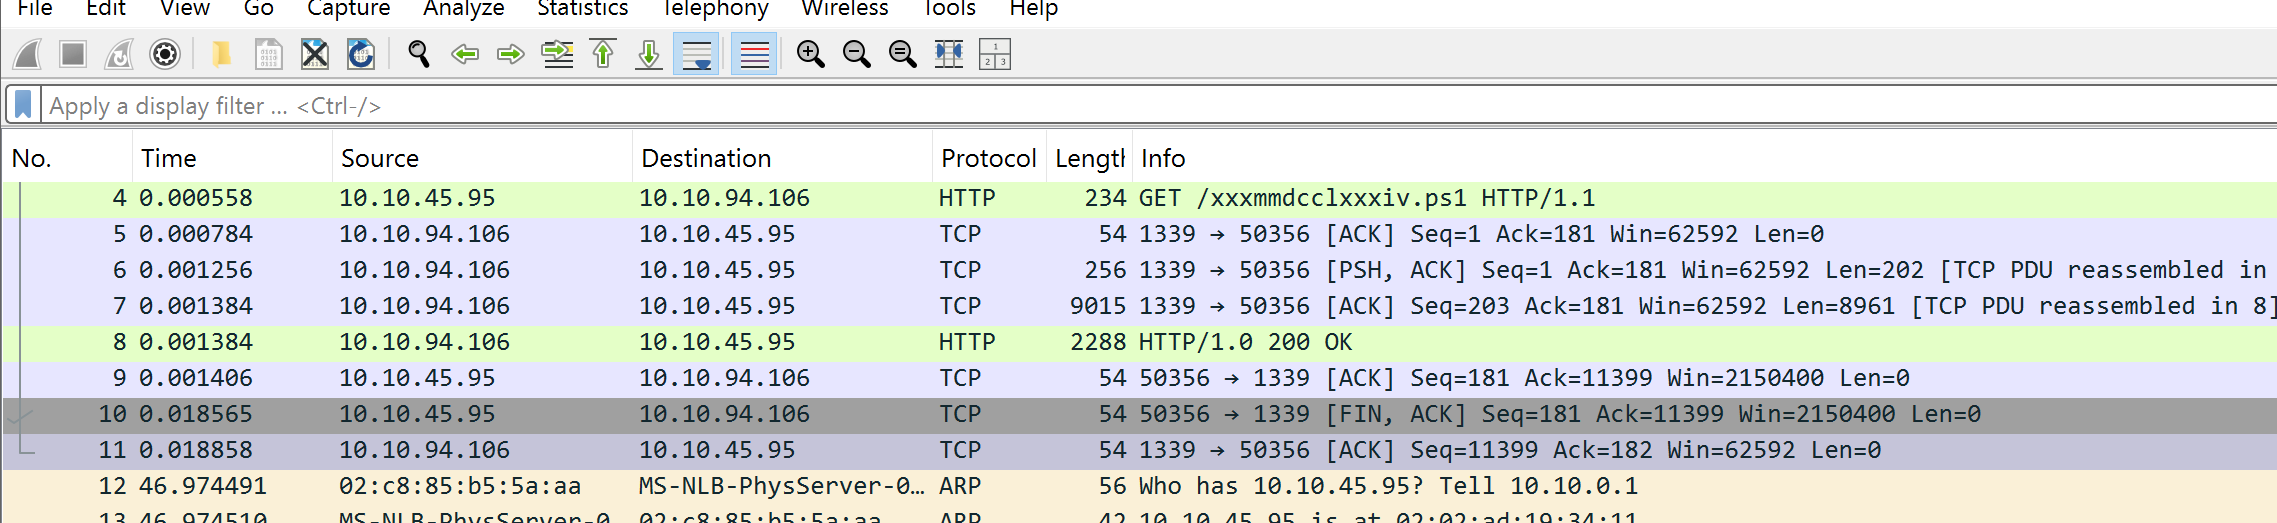 File Edit View Go Capture Analyze Statistics Telephony Wireless Tools Help
Apply a display filter ... <Ctrl-/>
No. Time Source Destination Protocol Length Info
4 0.000558 10.10.45.95 10.10.94.106 HTTP 234 GET /xxxmmdcclxxxiv.ps1 HTTP/1.1
5 0.000784 10.10.94.106 10.10.45.95 TCP 54 1339 → 50356 [ACK] Seq=1 Ack=181 Win=62592 Len=0
6 0.001256 10.10.94.106 10.10.45.95 TCP 256 1339 → 50356 [PSH, ACK] Seq=1 Ack=181 Win=62592 Len=202 [TCP PDU reassembled in
7 0.001384 10.10.94.106 10.10.45.95 TCP 9015 1339 → 50356 [ACK] Seq=203 Ack=181 Win=62592 Len=8961 [TCP PDU reassembled in 8]
8 0.001384 10.10.94.106 10.10.45.95 HTTP 2288 HTTP/1.0 200 OK
9 0.001406 10.10.45.95 10.10.94.106 TCP 54 50356 → 1339 [ACK] Seq=181 Ack=11399 Win=2150400 Len=0
10 0.018565 10.10.45.95 10.10.94.106 TCP 54 50356 → 1339 [FIN, ACK] Seq=181 Ack=11399 Win=2150400 Len=0
11 0.018858 10.10.94.106 10.10.45.95 TCP 54 1339 → 50356 [ACK] Seq=11399 Ack=182 Win=62592 Len=0
12 46.974491 02:c8:85:b5:5a:aa MS-NLB-PhysServer-0… ARP 56 Who has 10.10.45.95? Tell 10.10.0.1
13 46.974510 MS-NLB-PhysServer-0… 02:c8:85:b5:5a:aa ARP 42 10.10.45.95 is at 02:02:ad:19:34:11